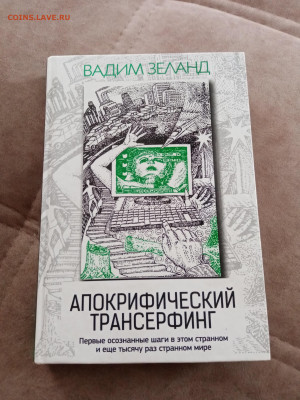 COINS.LAVE.RU
ВАДИМ ЗЕЛАНД
АПОКРИФИЧЕСКИЙ
ТРАНСЕРФИНГ
Первые осознанные шаги в этом странном
и еще тысячу раз странном мире